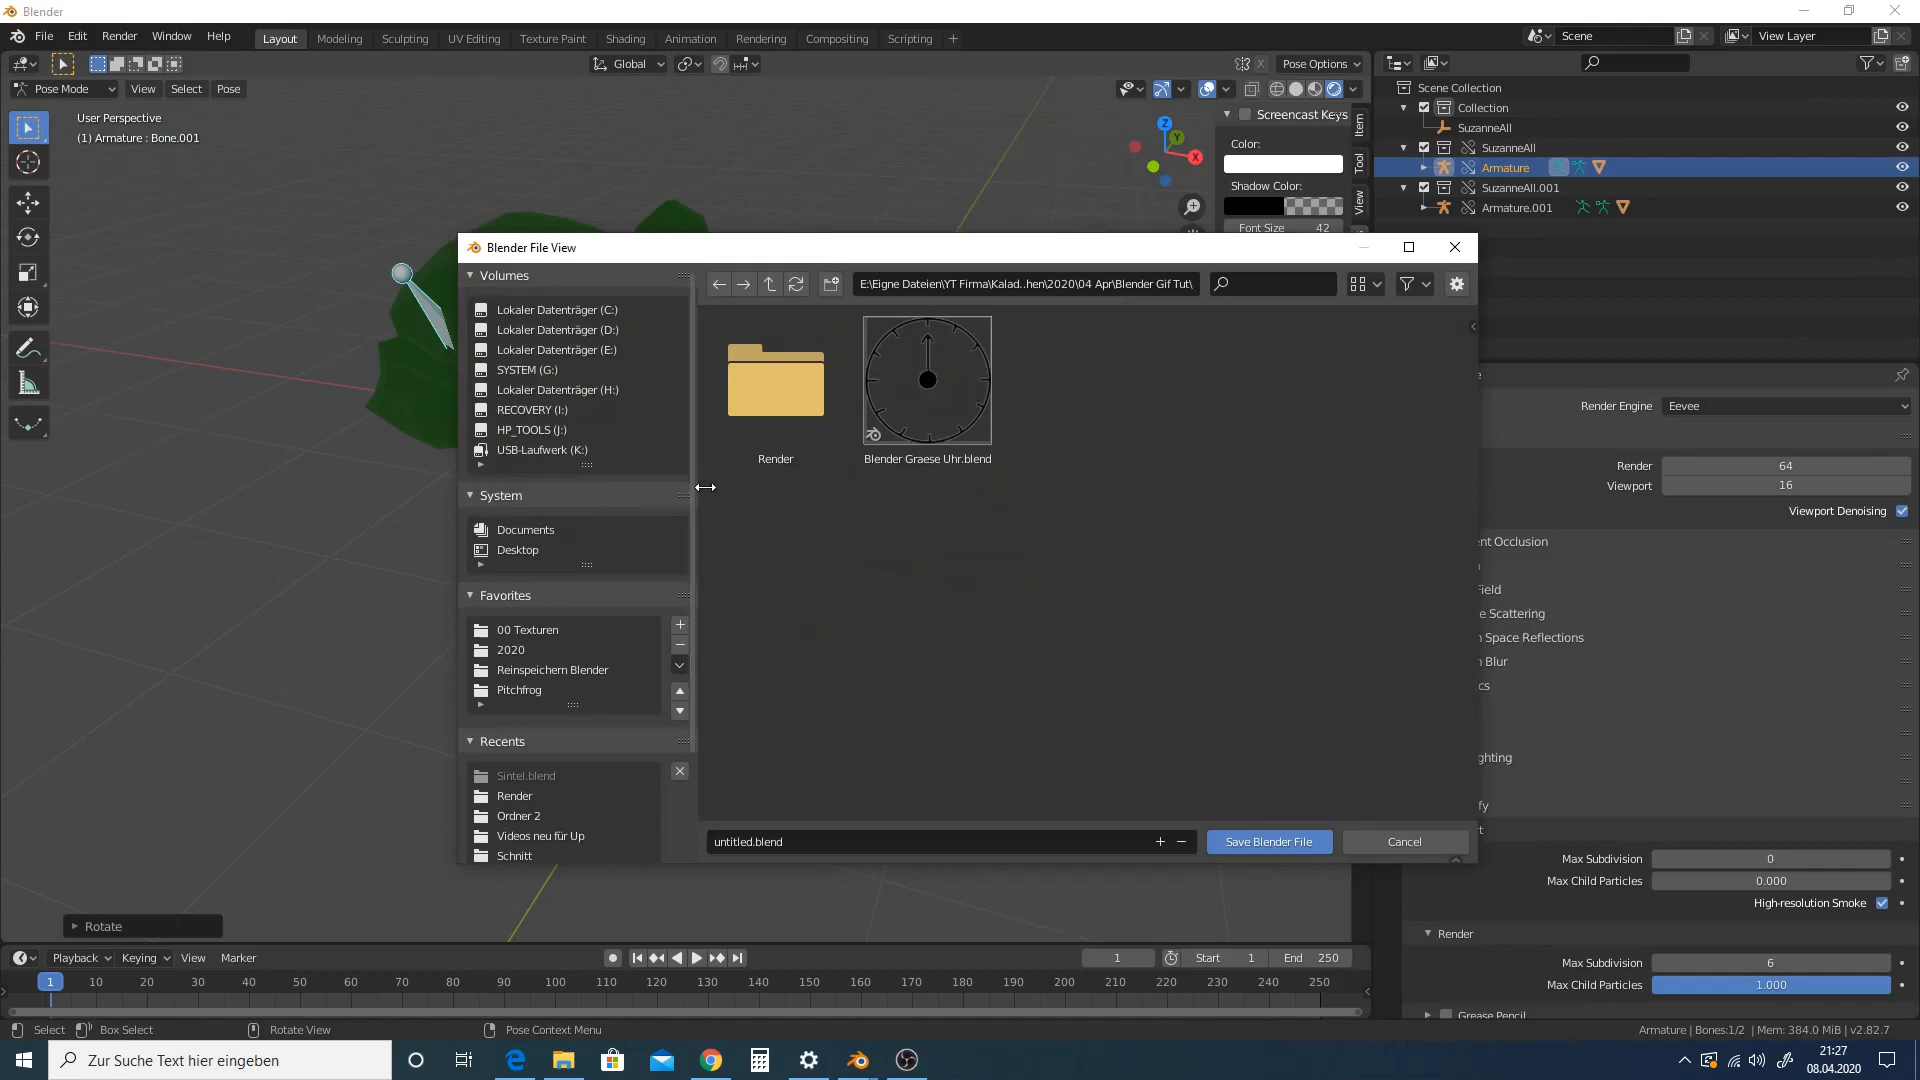 Blender
File Edit Render Window Help
Layout Modeling Sculpting UV Editing Texture Paint Shading Animation Rendering Compositing Scripting +
Scene
View Layer
Global
Pose Options
Pose Mode View Select Pose
User Perspective
(1) Armature : Bone.001
Z
Y
X
Screencast Keys
Color:
Shadow Color:
Font Size 42
Item
Tool
View
Scene Collection
Collection
SuzanneAll
SuzanneAll
Armature
SuzanneAll.001
Armature.001
Blender File View
Volumes
Lokaler Datenträger (C:)
Lokaler Datenträger (D:)
Lokaler Datenträger (E:)
SYSTEM (G:)
Lokaler Datenträger (H:)
RECOVERY (I:)
HP_TOOLS (J:)
USB-Laufwerk (K:)
System
Documents
Desktop
Favorites
00 Texturen
2020
Reinspeichern Blender
Pitchfrog
Recents
Sintel.blend
Render
Ordner 2
Videos neu für Up
Schnitt
E:\Eigne Dateien\YT Firma\Kalad..hen\2020\04 Apr\Blender Gif Tut\
Render
Blender Graese Uhr.blend
untitled.blend
Save Blender File
Cancel
Render Engine Eevee
Render 64
Viewport 16
Viewport Denoising
nt Occlusion
Field
e Scattering
n Space Reflections
n Blur
cs
ghting
fy
t
Max Subdivision 0
Max Child Particles 0.000
High-resolution Smoke
Render
Max Subdivision 6
Max Child Particles 1.000
Grease Pencil
Rotate
Playback Keying View Marker
1
Start 1
End 250
1 10 20 30 40 50 60 70 80 90 100 110 120 130 140 150 160 170 180 190 200 210 220 230 240 250
Select Box Select Rotate View Pose Context Menu
Armature | Bones:1/2 | Mem: 384.0 MiB | v2.82.7
Zur Suche Text hier eingeben
21:27
08.04.2020